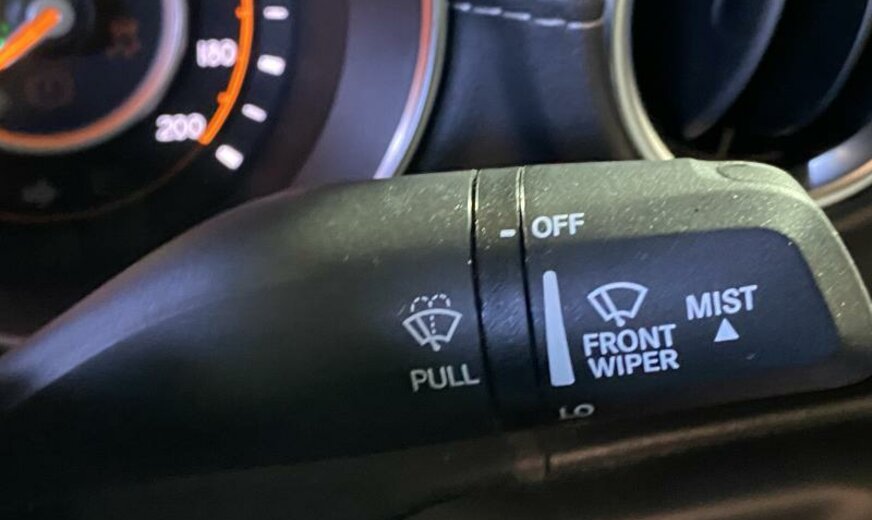 180
200
OFF
MIST
FRONT
WIPER
PULL
LO